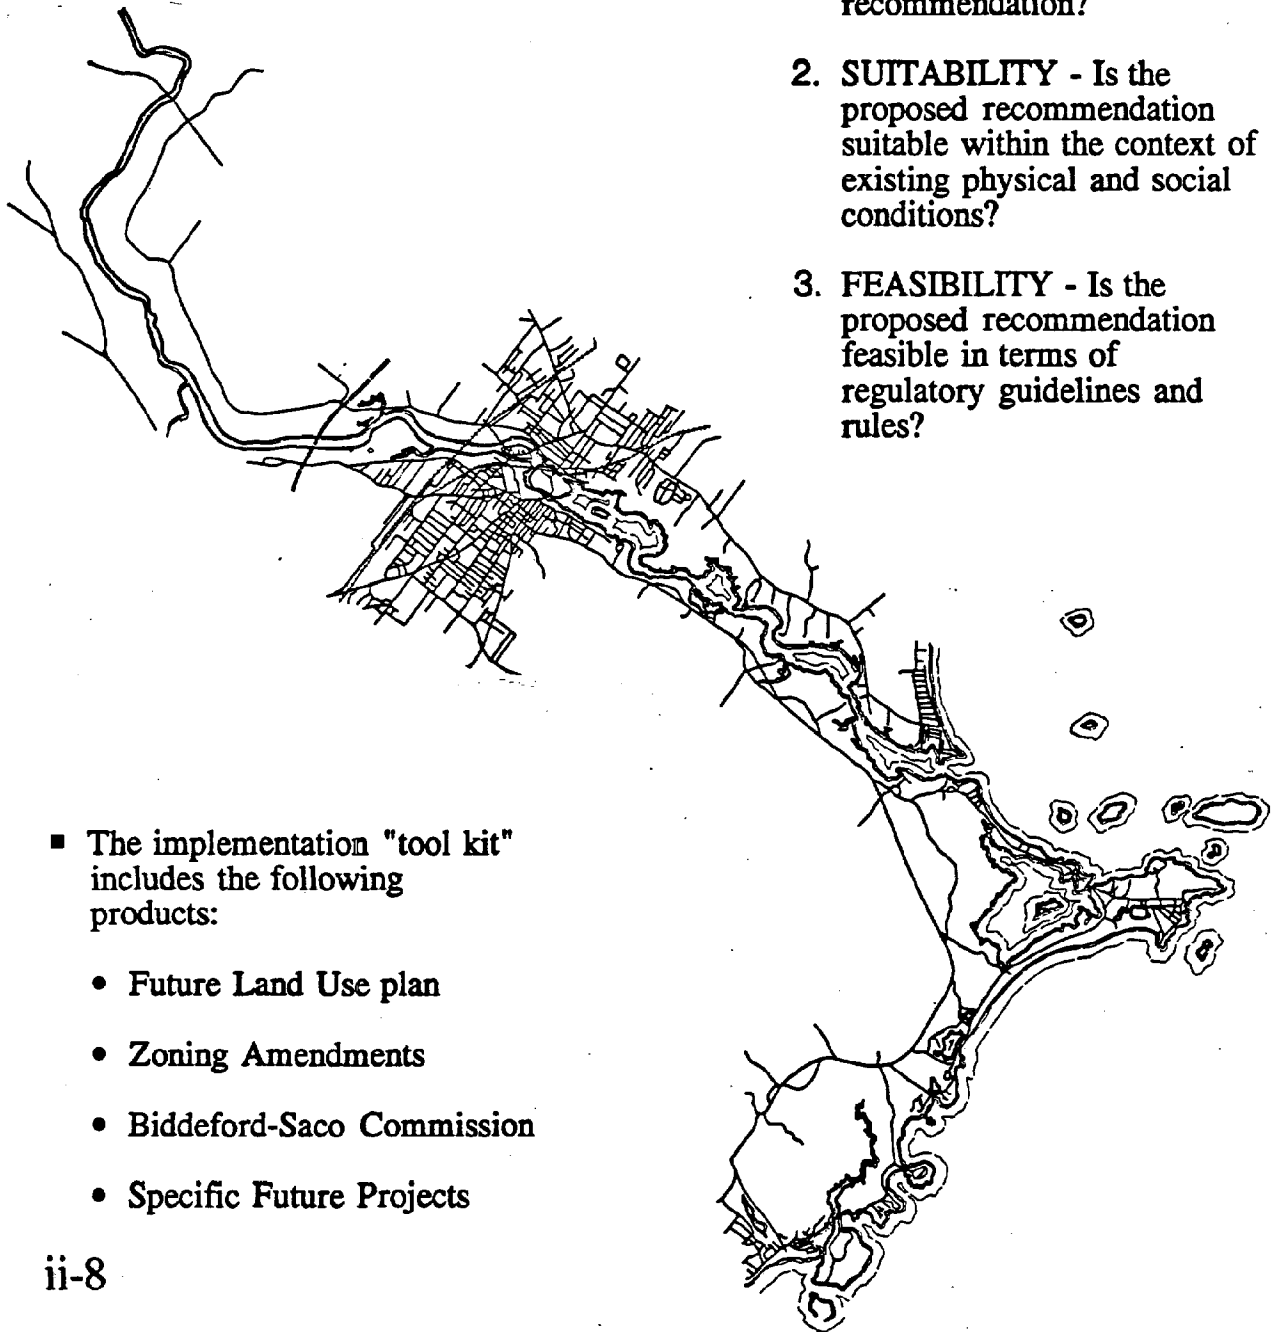 recommendation?
2. SUITABILITY - Is the
proposed recommendation
suitable within the context of
existing physical and social
conditions?
3. FEASIBILITY - Is the
proposed recommendation
feasible in terms of
regulatory guidelines and
rules?
■ The implementation "tool kit"
includes the following
products:
• Future Land Use plan
• Zoning Amendments
• Biddeford-Saco Commission
• Specific Future Projects
ii-8